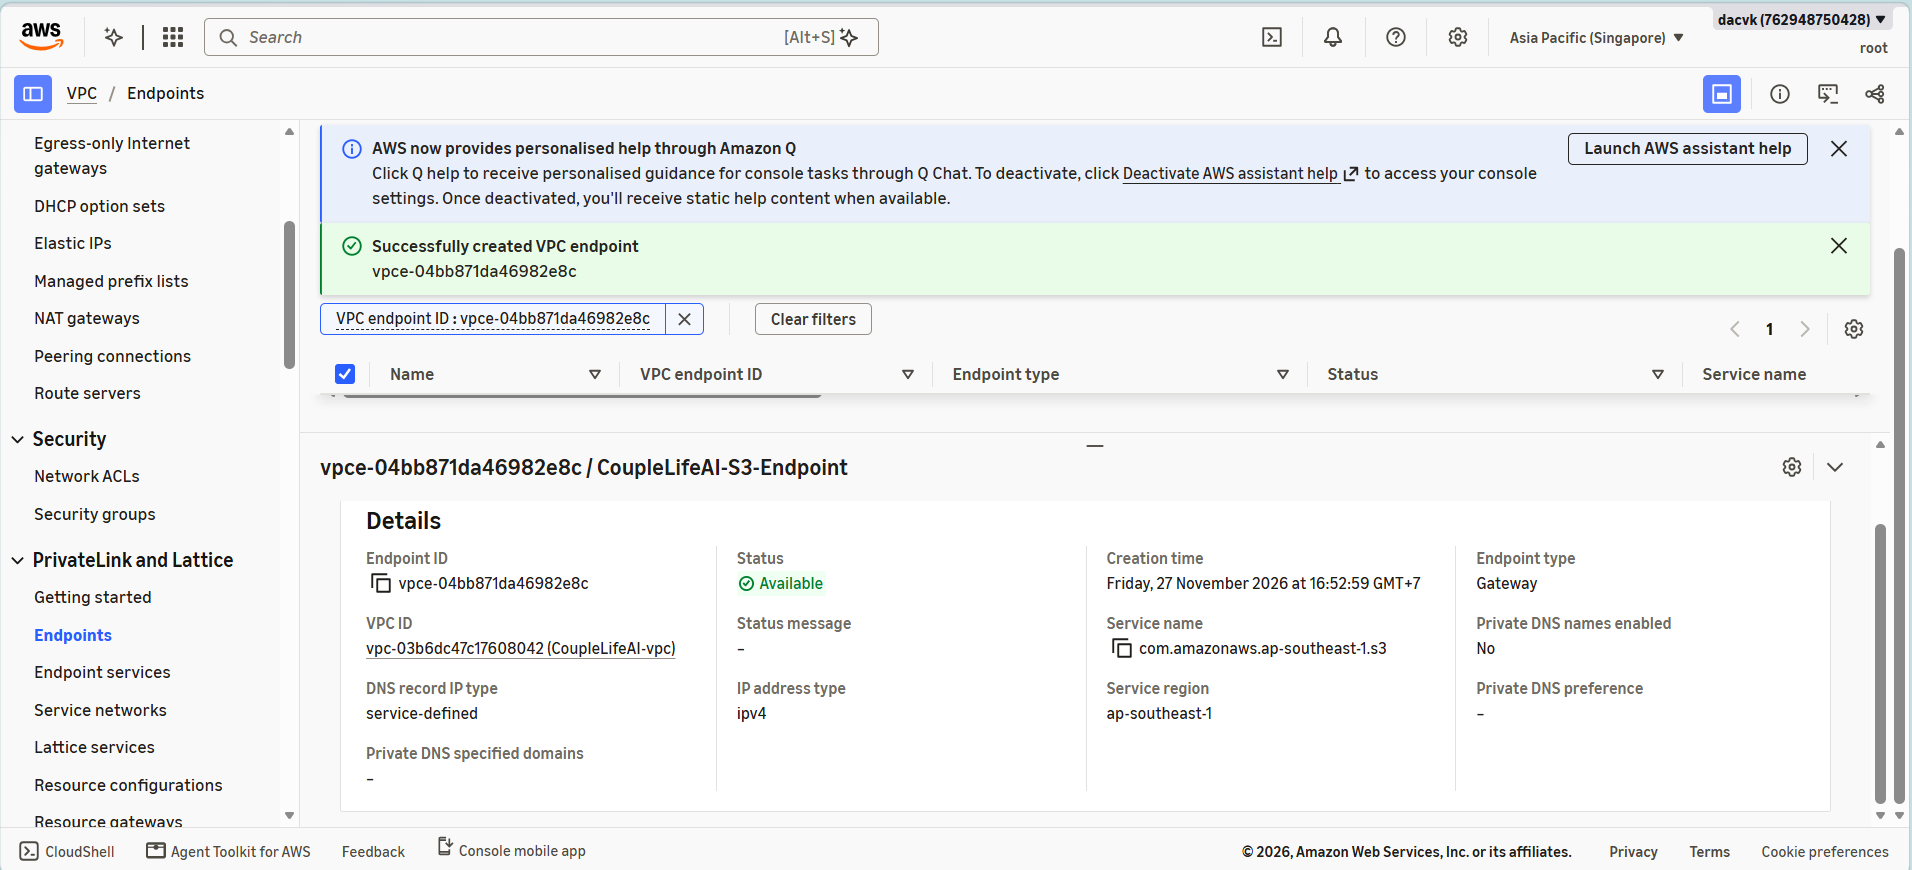 aws
Search
[Alt+S]
Asia Pacific (Singapore)
dacvk (762948750428)
root
VPC / Endpoints
Egress-only Internet
gateways
DHCP option sets
Elastic IPs
Managed prefix lists
NAT gateways
Peering connections
Route servers
Security
Network ACLs
Security groups
PrivateLink and Lattice
Getting started
Endpoints
Endpoint services
Service networks
Lattice services
Resource configurations
Resource gateways
AWS now provides personalised help through Amazon Q
Click Q help to receive personalised guidance for console tasks through Q Chat. To deactivate, click Deactivate AWS assistant help to access your console
settings. Once deactivated, you'll receive static help content when available.
Launch AWS assistant help
Successfully created VPC endpoint
vpce-04bb871da46982e8c
VPC endpoint ID : vpce-04bb871da46982e8c
Clear filters
1
Name
VPC endpoint ID
Endpoint type
Status
Service name
vpce-04bb871da46982e8c / CoupleLifeAI-S3-Endpoint
Details
Endpoint ID
vpce-04bb871da46982e8c
Status
Available
Creation time
Friday, 27 November 2026 at 16:52:59 GMT+7
Endpoint type
Gateway
VPC ID
vpc-03b6dc47c17608042 (CoupleLifeAI-vpc)
Status message
–
Service name
com.amazonaws.ap-southeast-1.s3
Private DNS names enabled
No
DNS record IP type
service-defined
IP address type
ipv4
Service region
ap-southeast-1
Private DNS preference
–
Private DNS specified domains
–
CloudShell
Agent Toolkit for AWS
Feedback
Console mobile app
© 2026, Amazon Web Services, Inc. or its affiliates.
Privacy
Terms
Cookie preferences